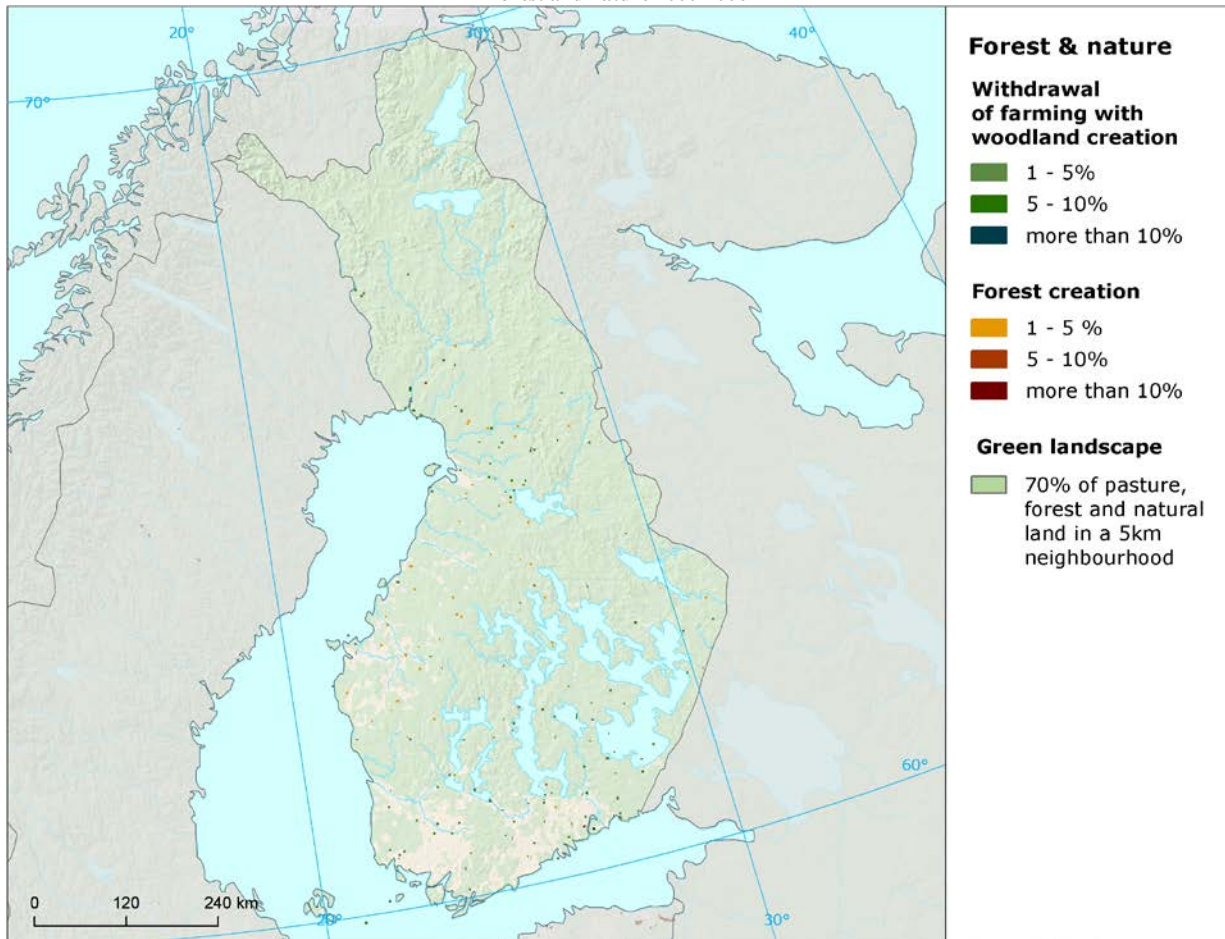 20°
30°
40°
70°
60°
20°
30°
0 120 240 km
Forest & nature
Withdrawal
of farming with
woodland creation
1 - 5%
5 - 10%
more than 10%
Forest creation
1 - 5 %
5 - 10%
more than 10%
Green landscape
70% of pasture,
forest and natural
land in a 5km
neighbourhood